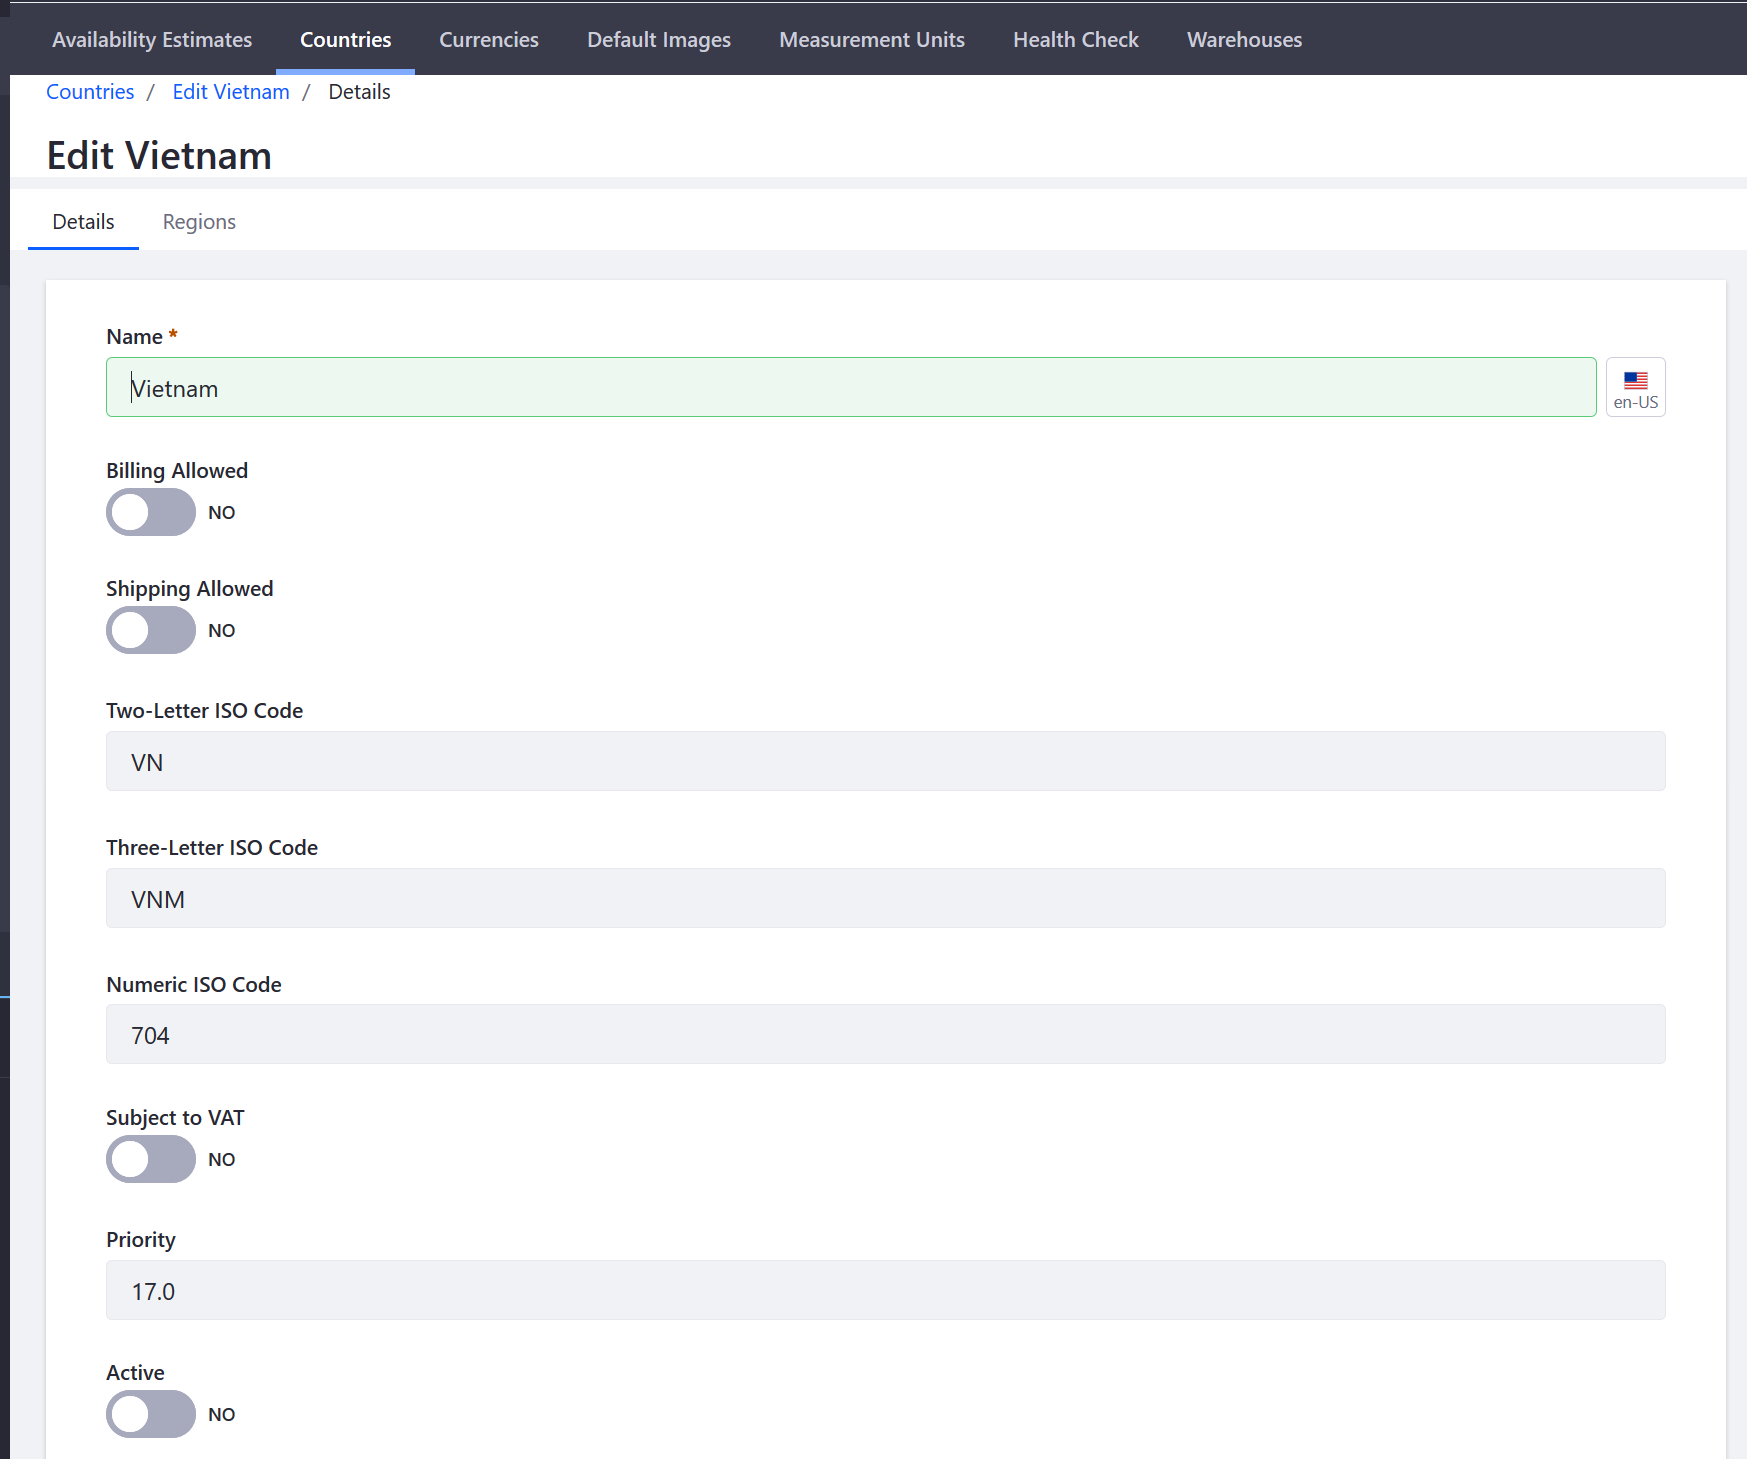 Availability Estimates Countries Currencies Default Images Measurement Units Health Check Warehouses
Countries / Edit Vietnam / Details
Edit Vietnam
Details Regions
Name *
Vietnam
en-US
Billing Allowed
NO
Shipping Allowed
NO
Two-Letter ISO Code
VN
Three-Letter ISO Code
VNM
Numeric ISO Code
704
Subject to VAT
NO
Priority
17.0
Active
NO